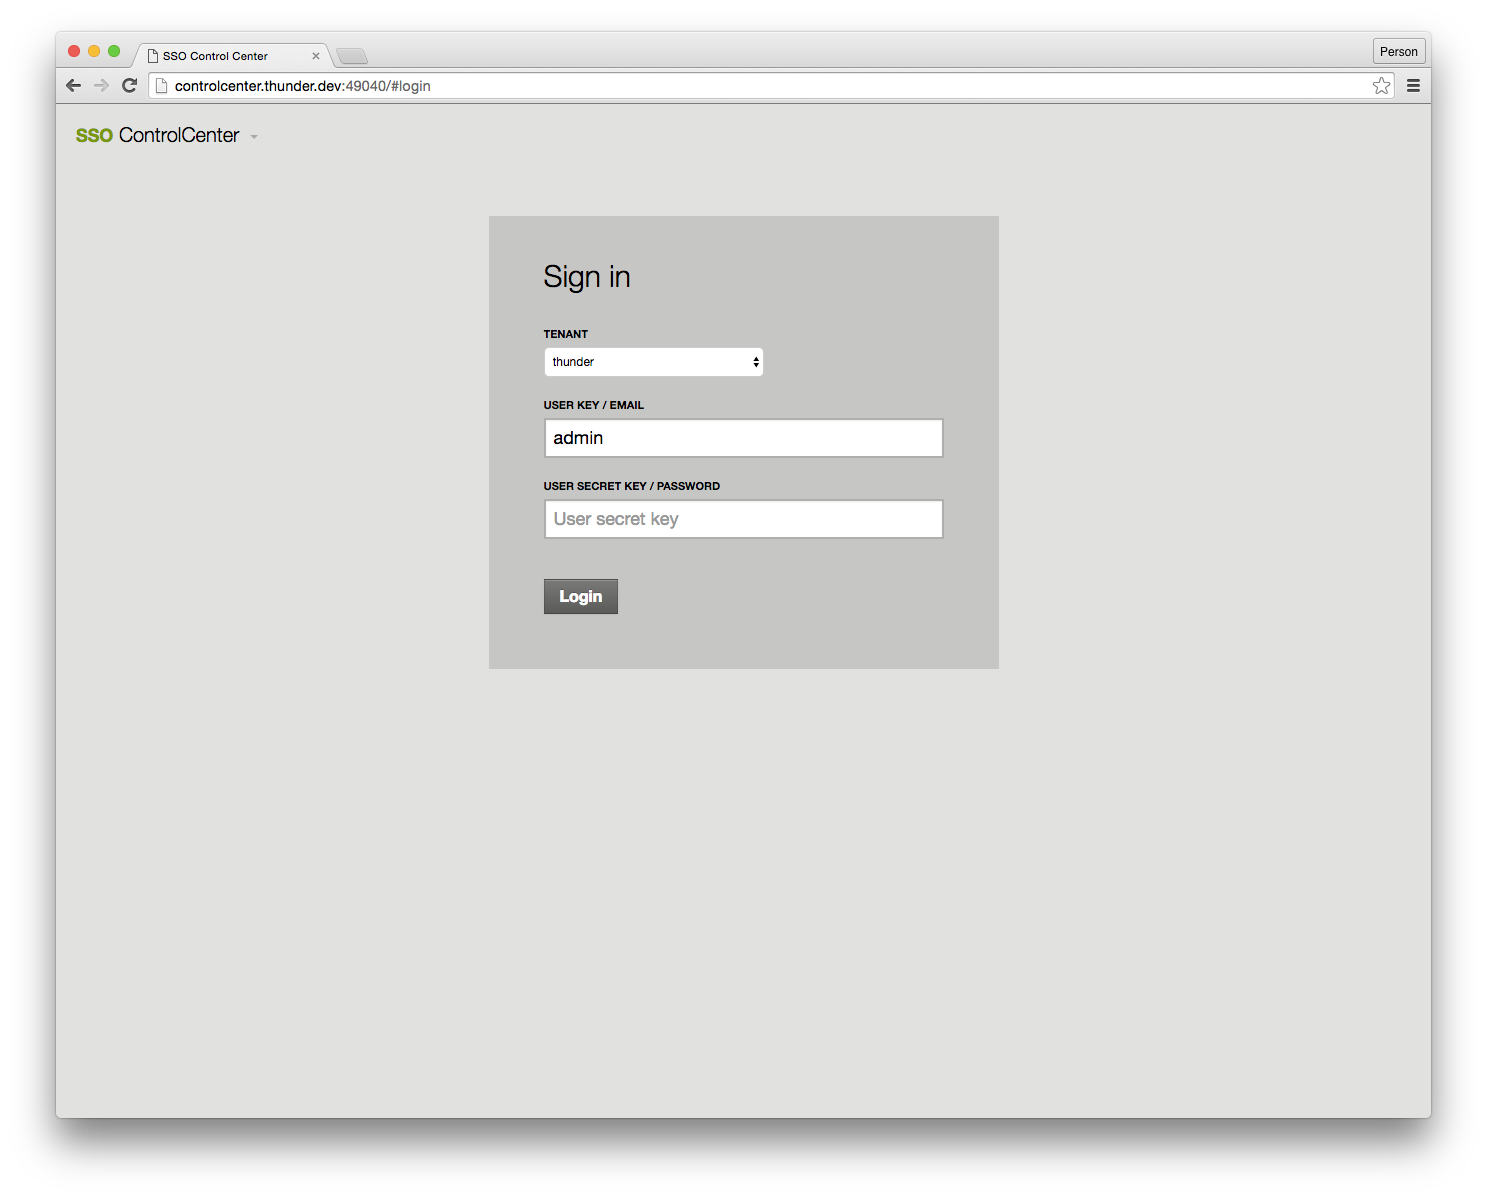 SSO Control Center
Person
controlcenter.thunder.dev:49040/#login
SSO ControlCenter
Sign in
TENANT
thunder
USER KEY / EMAIL
admin
USER SECRET KEY / PASSWORD
User secret key
Login